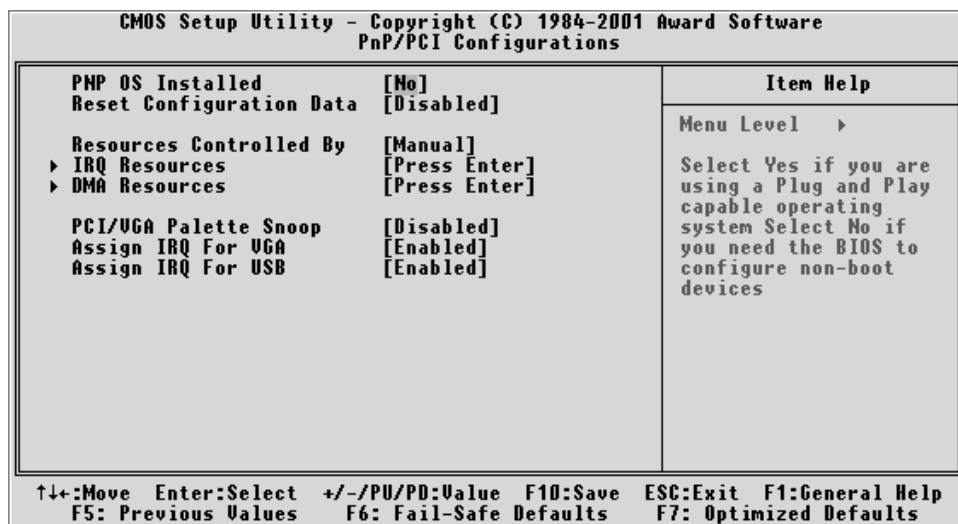 CMOS Setup Utility - Copyright (C) 1984-2001 Award Software
PnP/PCI Configurations
PNP OS Installed [No]
Reset Configuration Data [Disabled]
Resources Controlled By [Manual]
▸ IRQ Resources [Press Enter]
▸ DMA Resources [Press Enter]
PCI/VGA Palette Snoop [Disabled]
Assign IRQ For VGA [Enabled]
Assign IRQ For USB [Enabled]
Item Help
Menu Level ▸
Select Yes if you are
using a Plug and Play
capable operating
system Select No if
you need the BIOS to
configure non-boot
devices
↑↓←:Move Enter:Select +/-/PU/PD:Value F10:Save ESC:Exit F1:General Help
F5: Previous Values F6: Fail-Safe Defaults F7: Optimized Defaults